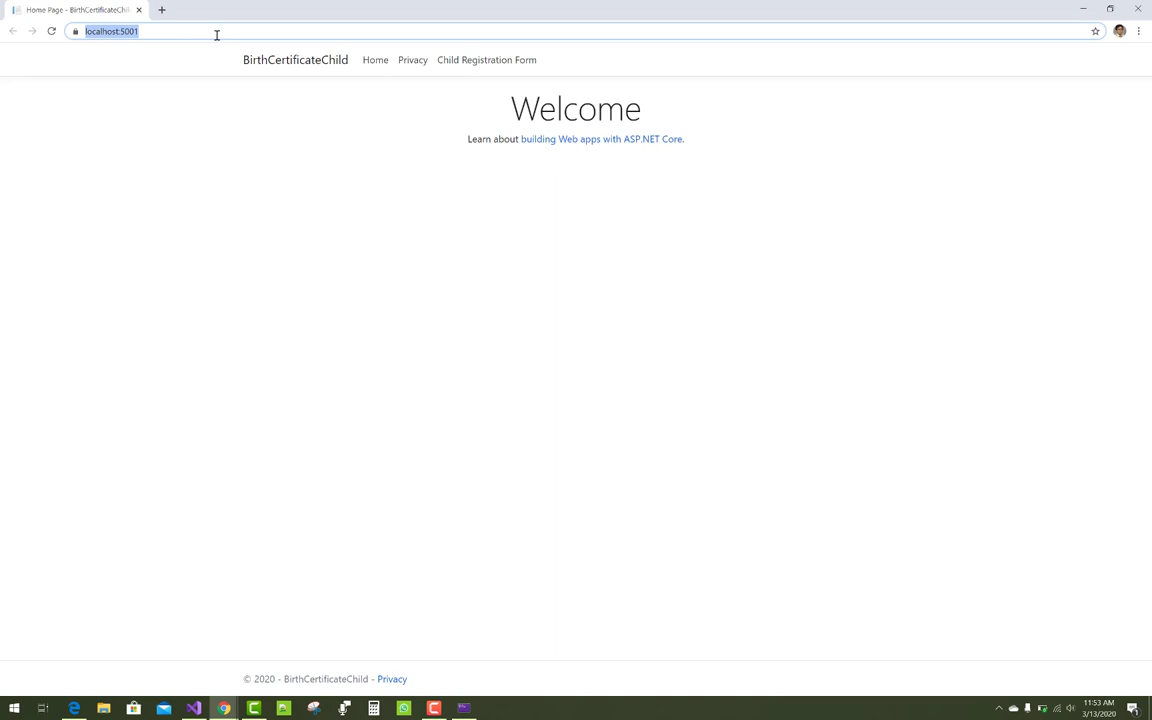 Home Page - BirthCertificateChil
localhost:5001
BirthCertificateChild Home Privacy Child Registration Form
Welcome
Learn about building Web apps with ASP.NET Core.
© 2020 - BirthCertificateChild - Privacy
11:53 AM
3/13/2020